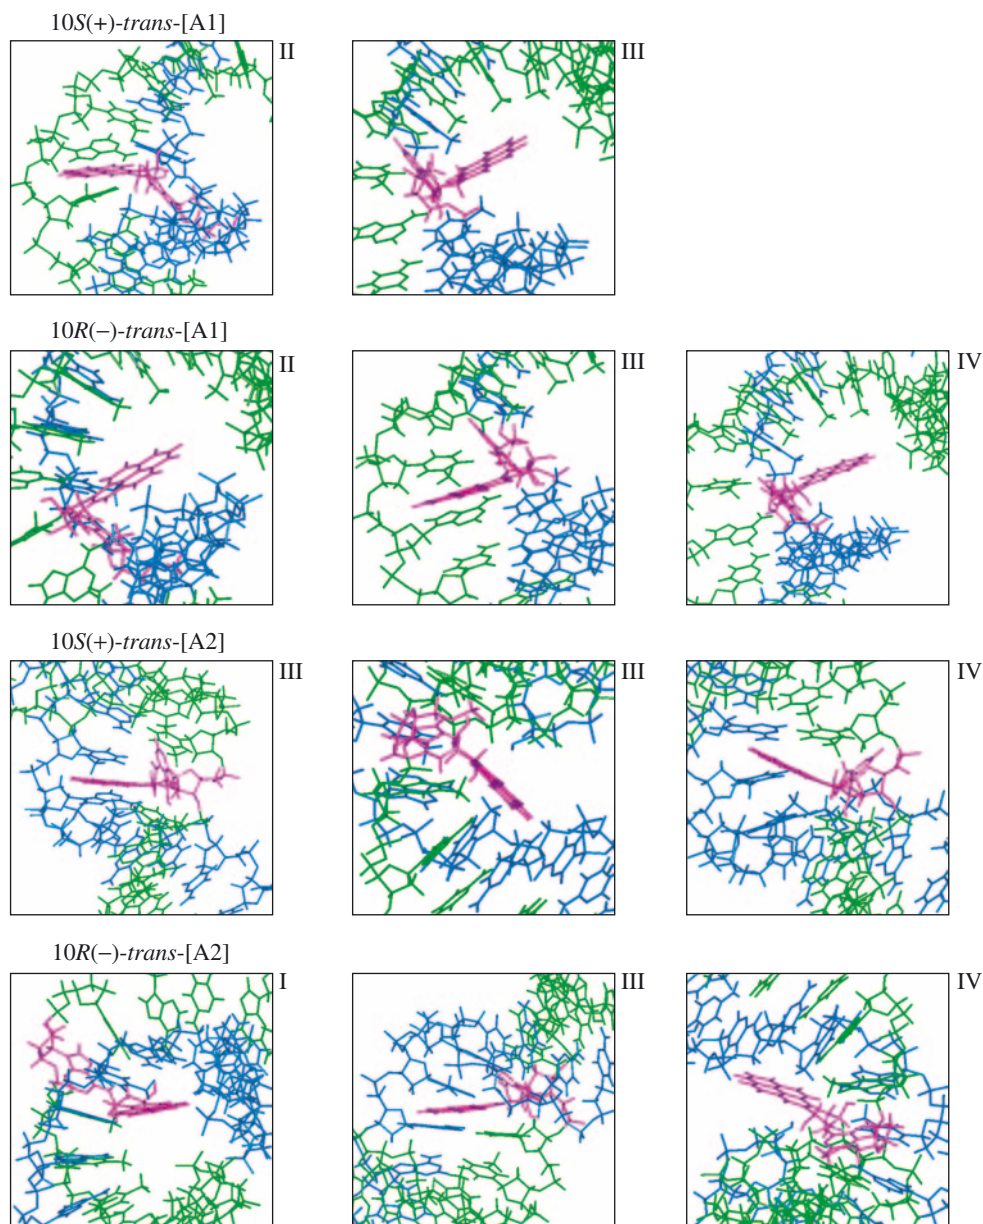 10S(+)-trans-[A1]
II
III
10R(–)-trans-[A1]
II
III
IV
10S(+)-trans-[A2]
III
III
IV
10R(–)-trans-[A2]
I
III
IV